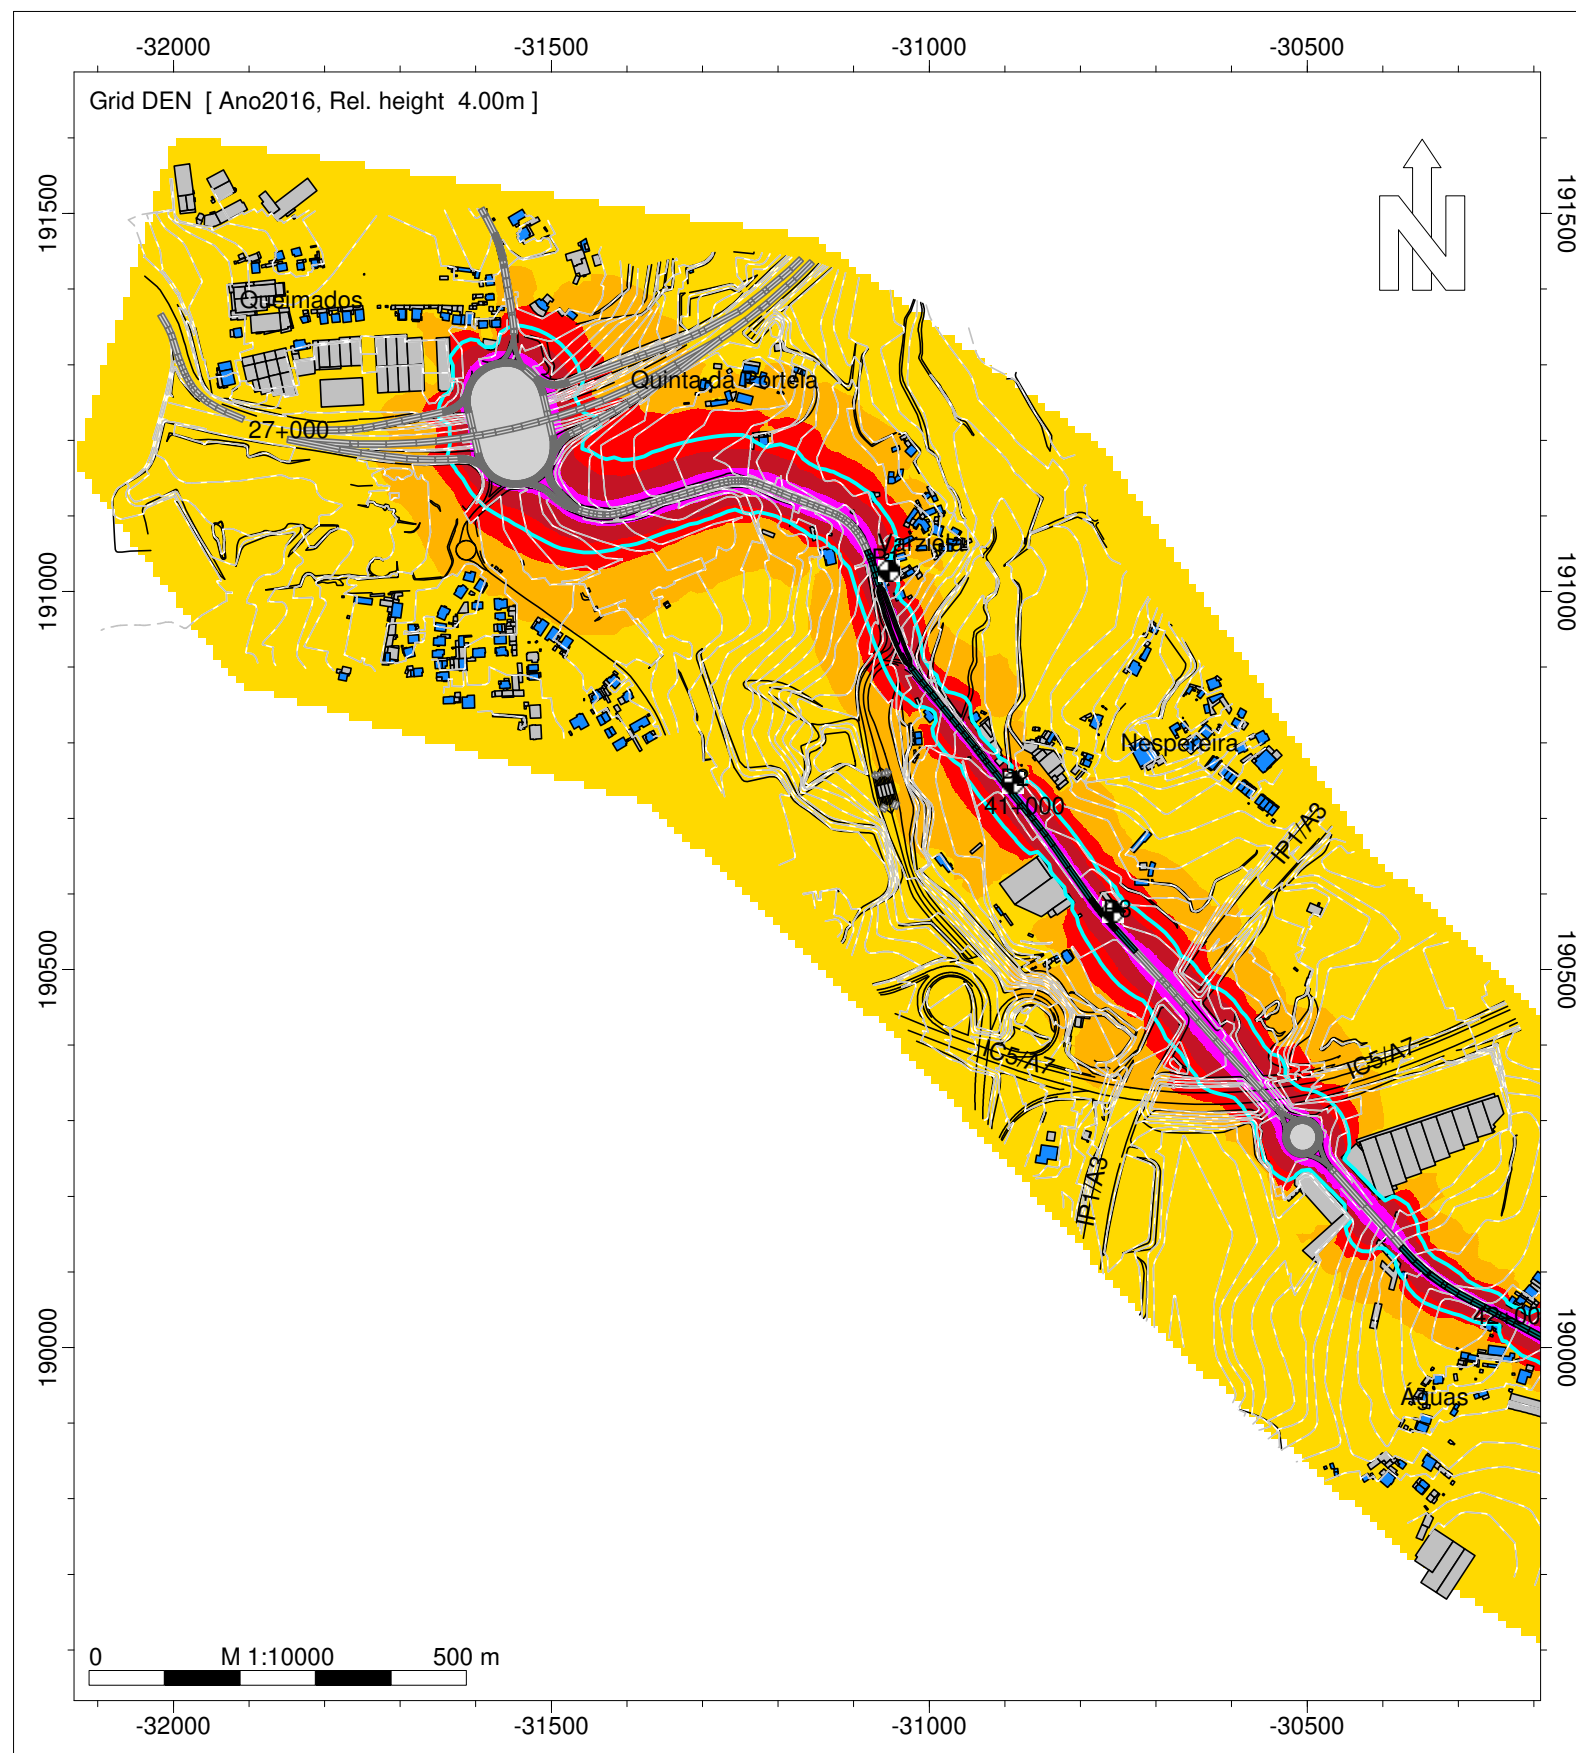 -32000 -31500 -31000 -30500
Grid DEN [ Ano2016, Rel. height 4.00m ]
191500
191500
N
Queimados
Quinta da Portela
27+000
Varziela
191000
191000
Nespereira
41+000
IP1/A3
190500
190500
IC5/A7
IC5/A7
IP1/A3
42+00
190000
190000
Águas
0 M 1:10000 500 m
-32000 -31500 -31000 -30500